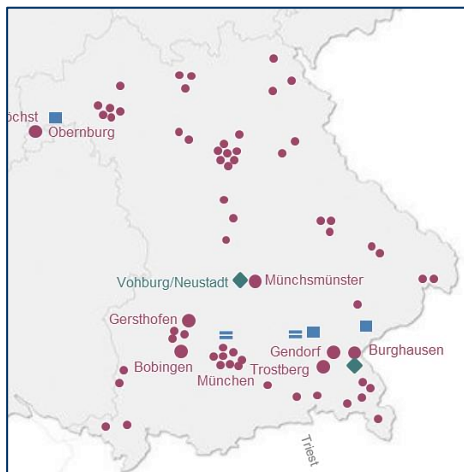 öchst
Obernburg
Vohburg/Neustadt
Münchsmünster
Gersthofen
Bobingen
München
Gendorf
Burghausen
Trostberg
Triest